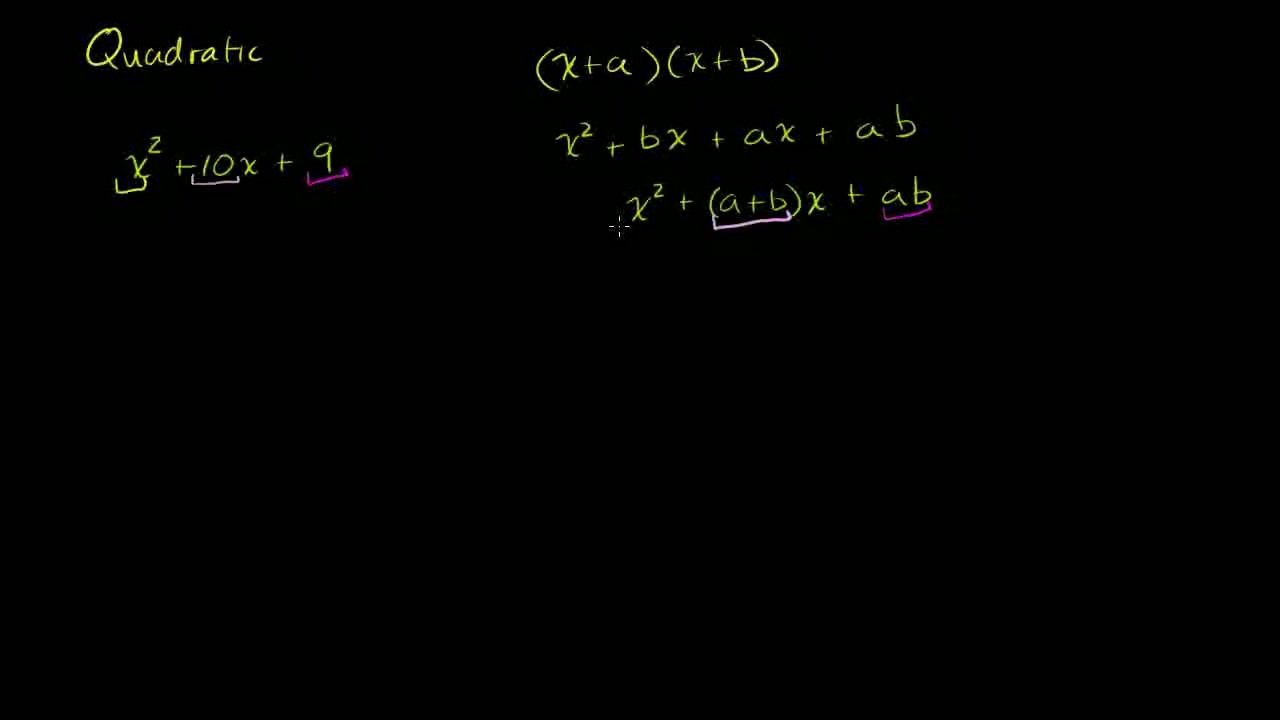 Quadratic
x² +10x + 9
(x+a)(x+b)
x² + bx + ax + ab
x² + (a+b)x + ab